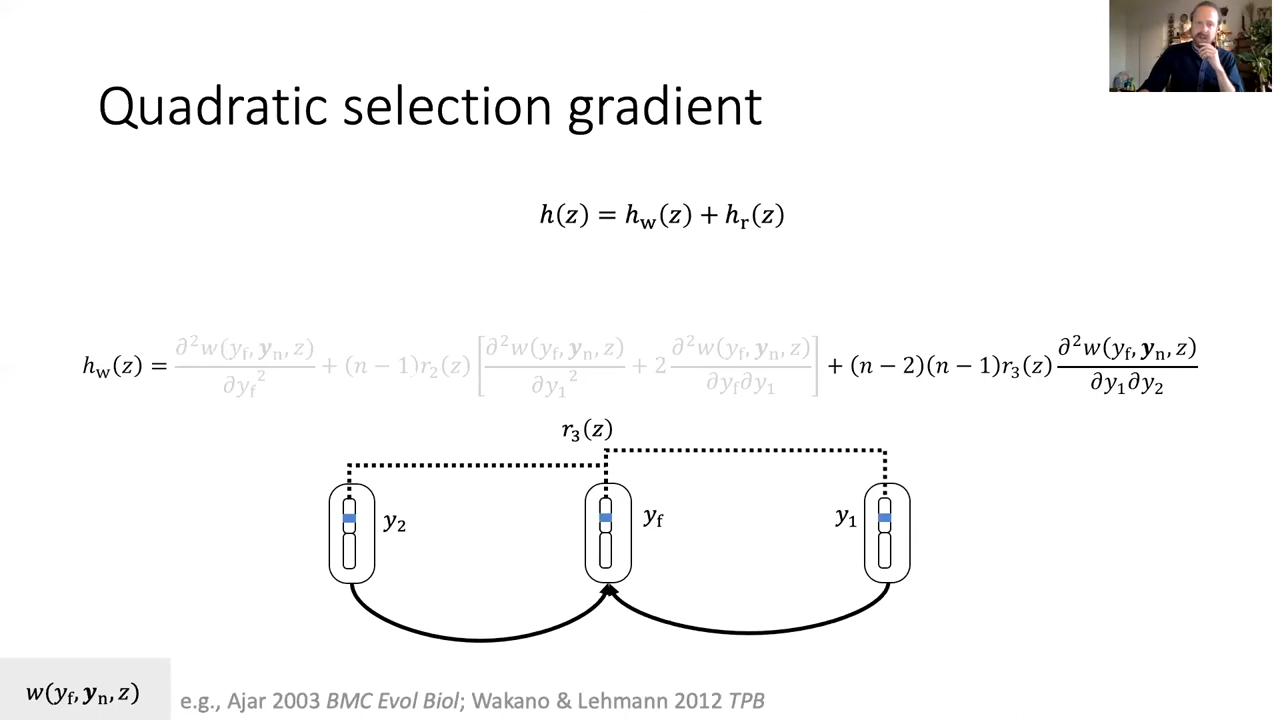 Quadratic selection gradient
h(z) = h_w(z) + h_r(z)
h_w(z) = ∂²w(y_f, y_n, z)/∂y_f² + (n − 1)r₂(z) [∂²w(y_f, y_n, z)/∂y₁² + 2 ∂²w(y_f, y_n, z)/∂y_f∂y₁] + (n − 2)(n − 1)r₃(z) ∂²w(y_f, y_n, z)/∂y₁∂y₂
r₃(z)
y₂ y_f y₁
w(y_f, y_n, z)
e.g., Ajar 2003 BMC Evol Biol; Wakano & Lehmann 2012 TPB